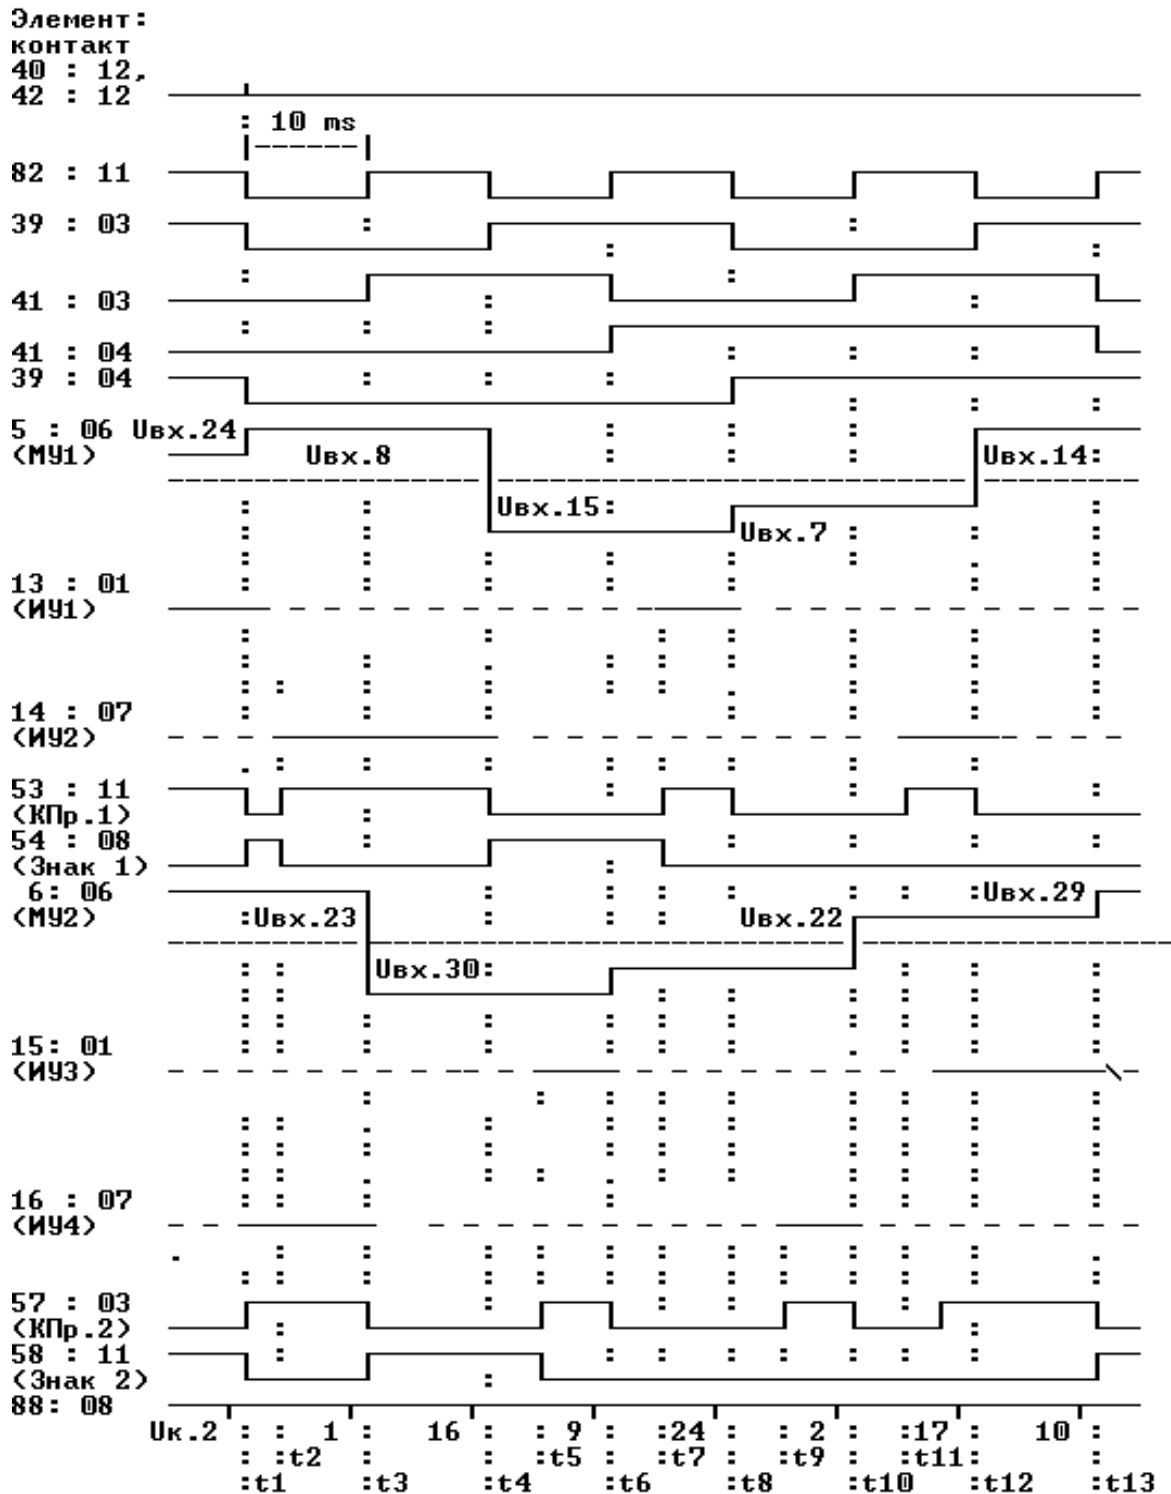 Элемент:
контакт
40 : 12,
42 : 12
10 ms
82 : 11
39 : 03
41 : 03
41 : 04
39 : 04
5 : 06 Uвх.24
(МУ1) Uвх.8 Uвх.14
Uвх.15
Uвх.7
13 : 01
(ИУ1)
14 : 07
(ИУ2)
53 : 11
(КПр.1)
54 : 08
(Знак 1)
6: 06 Uвх.29
(МУ2) Uвх.23 Uвх.22
Uвх.30
15: 01
(ИУ3)
16 : 07
(ИУ4)
57 : 03
(КПр.2)
58 : 11
(Знак 2)
88: 08
Uк.2 1 16 9 24 2 17 10
t2 t5 t7 t9 t11
t1 t3 t4 t6 t8 t10 t12 t13